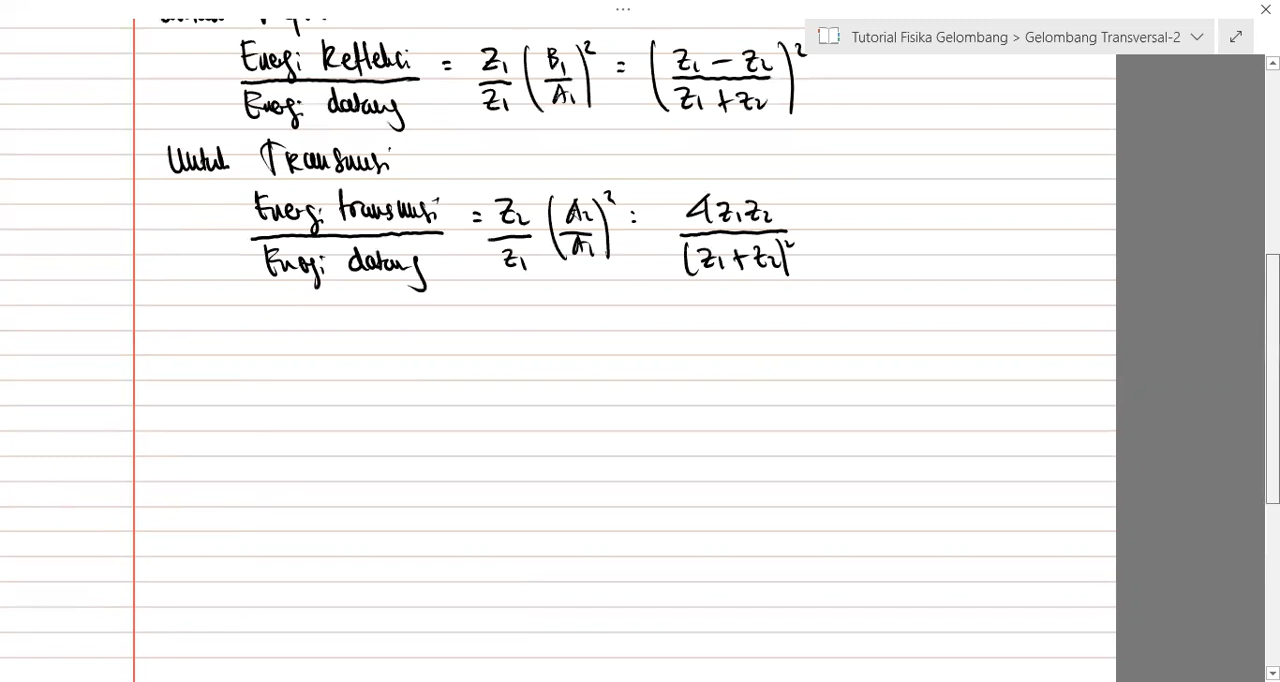 Tutorial Fisika Gelombang > Gelombang Transversal-2
Energi Refleksi / Energi datang = Z₁/Z₁ (B₁/A₁)² = ((Z₁ − Z₂)/(Z₁ + Z₂))²
Untuk Transmisi
Energi transmisi / Energi datang = Z₂/Z₁ (A₂/A₁)² = 4Z₁Z₂/(Z₁+Z₂)²